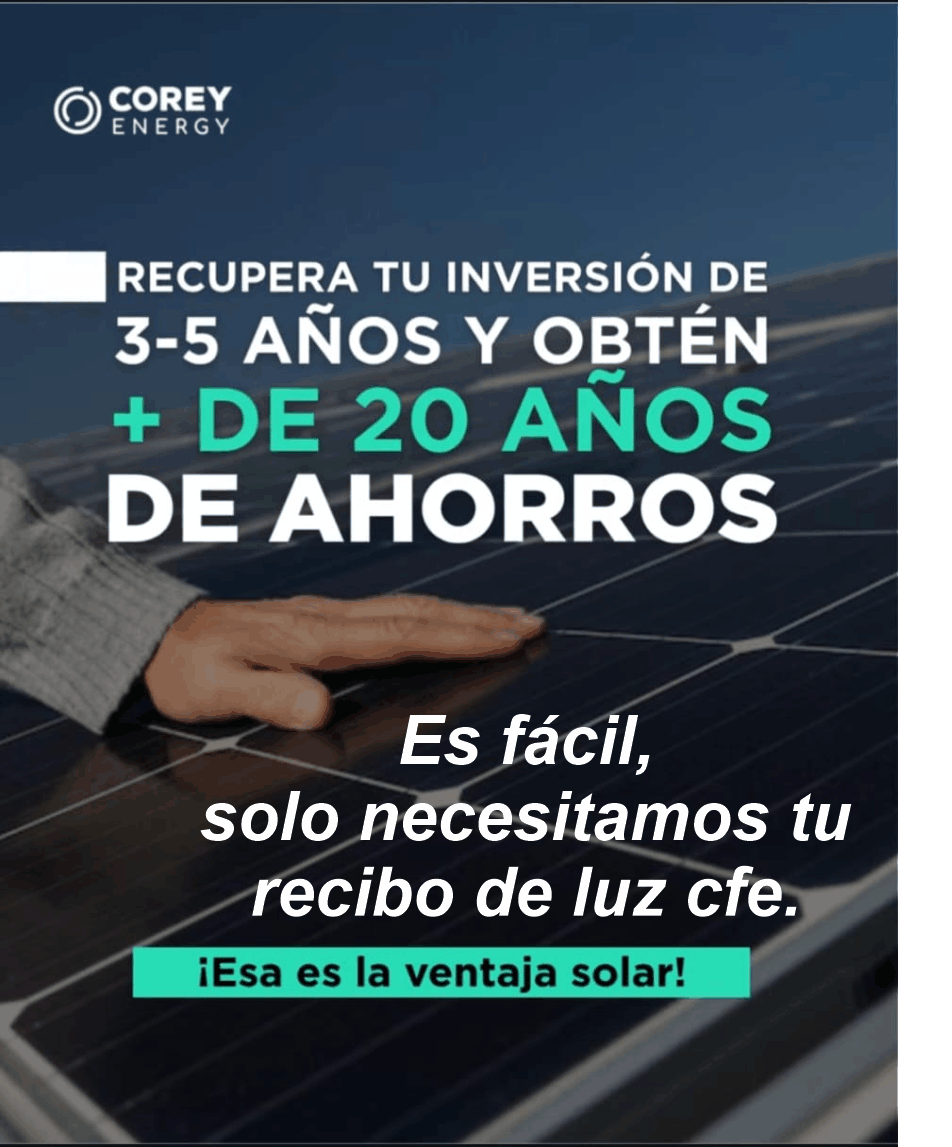 COREY
ENERGY
RECUPERA TU INVERSIÓN DE
3-5 AÑOS Y OBTÉN
+ DE 20 AÑOS
DE AHORROS
Es fácil,
solo necesitamos tu
recibo de luz cfe.
¡Esa es la ventaja solar!